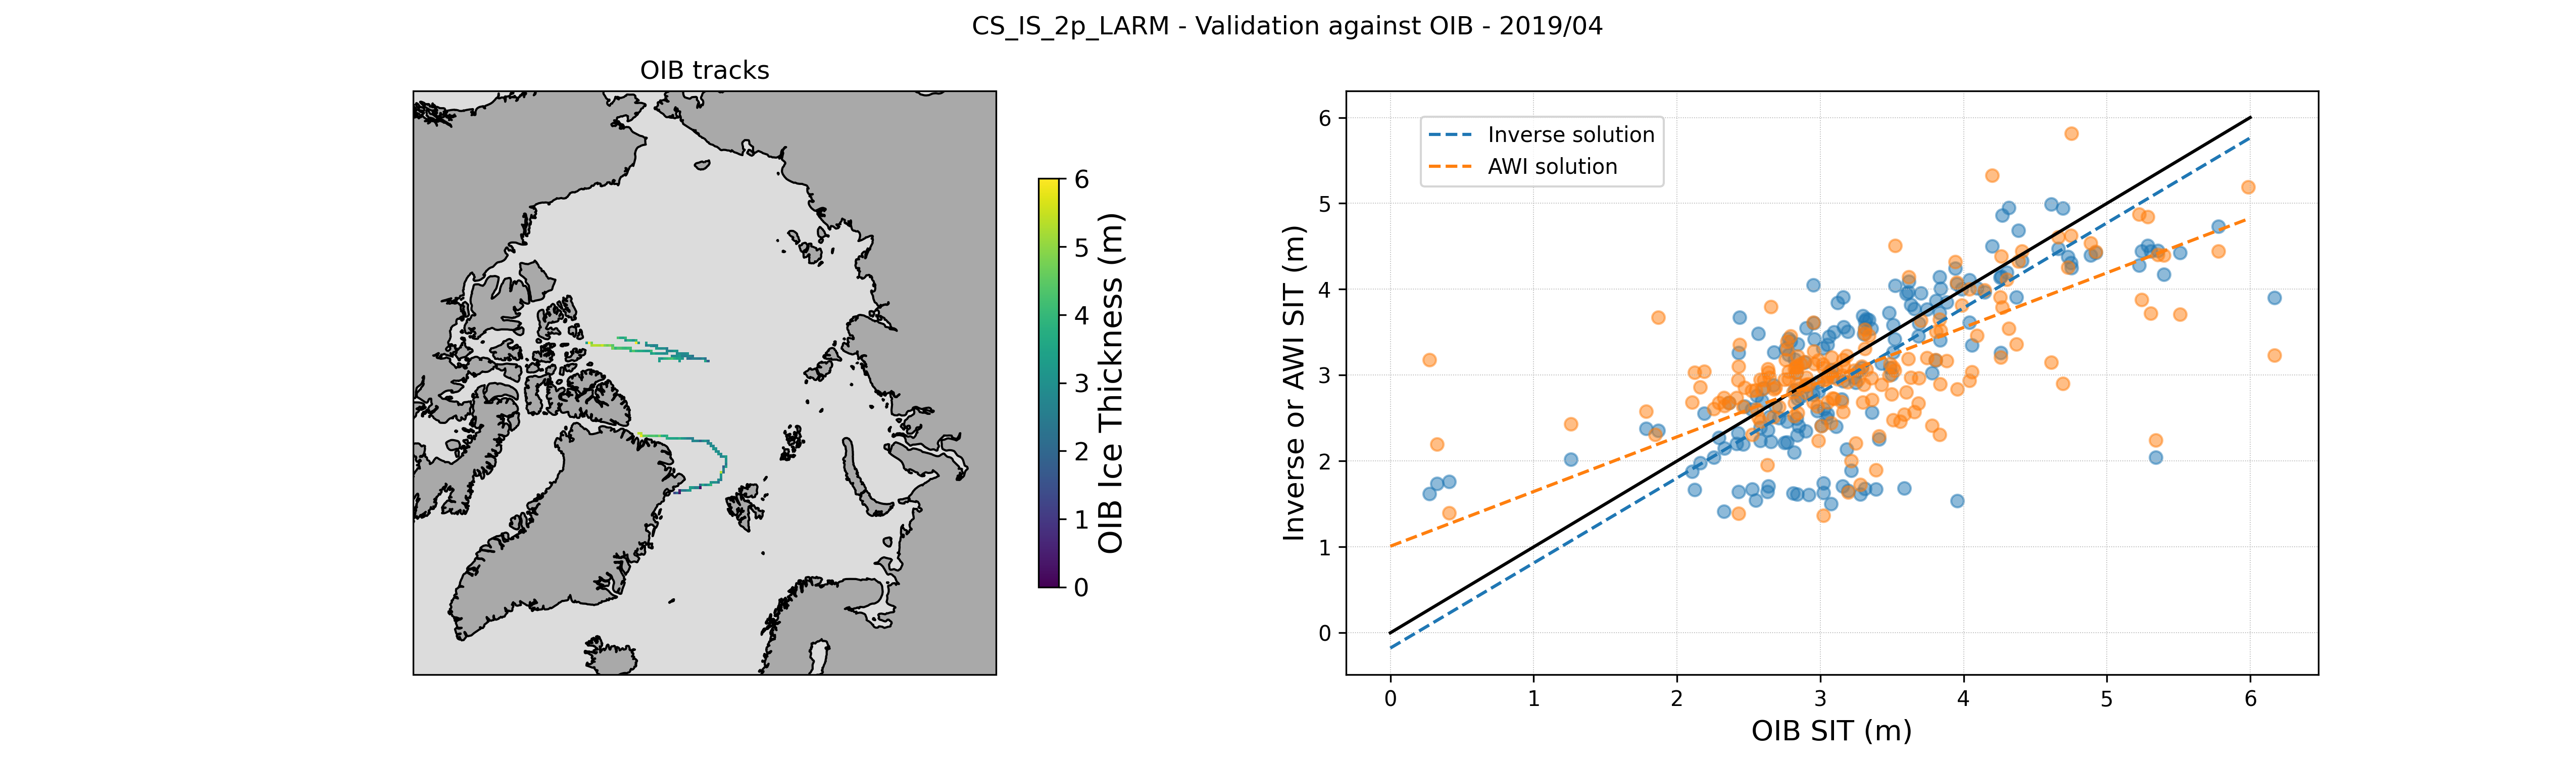 CS_IS_2p_LARM - Validation against OIB - 2019/04
OIB tracks
6
5
4
3
2
1
0
OIB Ice Thickness (m)
Inverse or AWI SIT (m)
6
5
4
3
2
1
0
Inverse solution
AWI solution
0 1 2 3 4 5 6
OIB SIT (m)